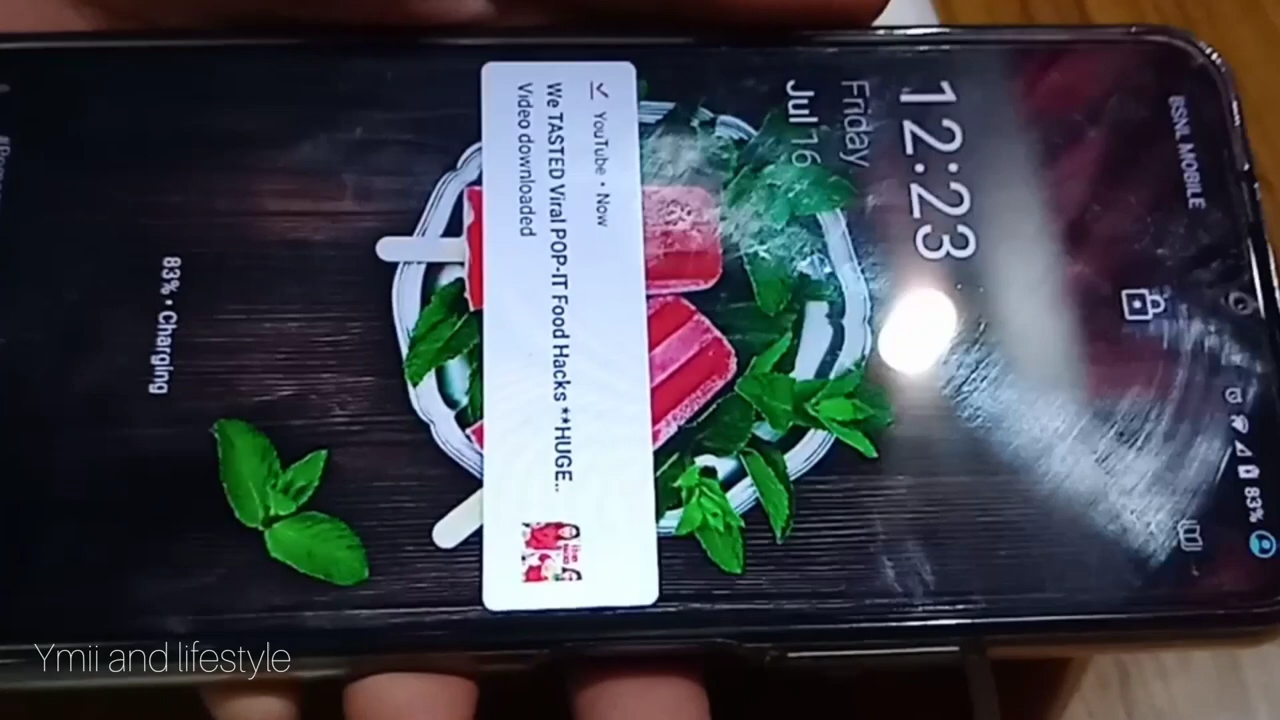 BSNL MOBILE
83%
12:23
Friday
Jul 16
YouTube • Now
We TASTED Viral POP-IT Food Hacks **HUGE..
Video downloaded
83% • Charging
Ymii and lifestyle